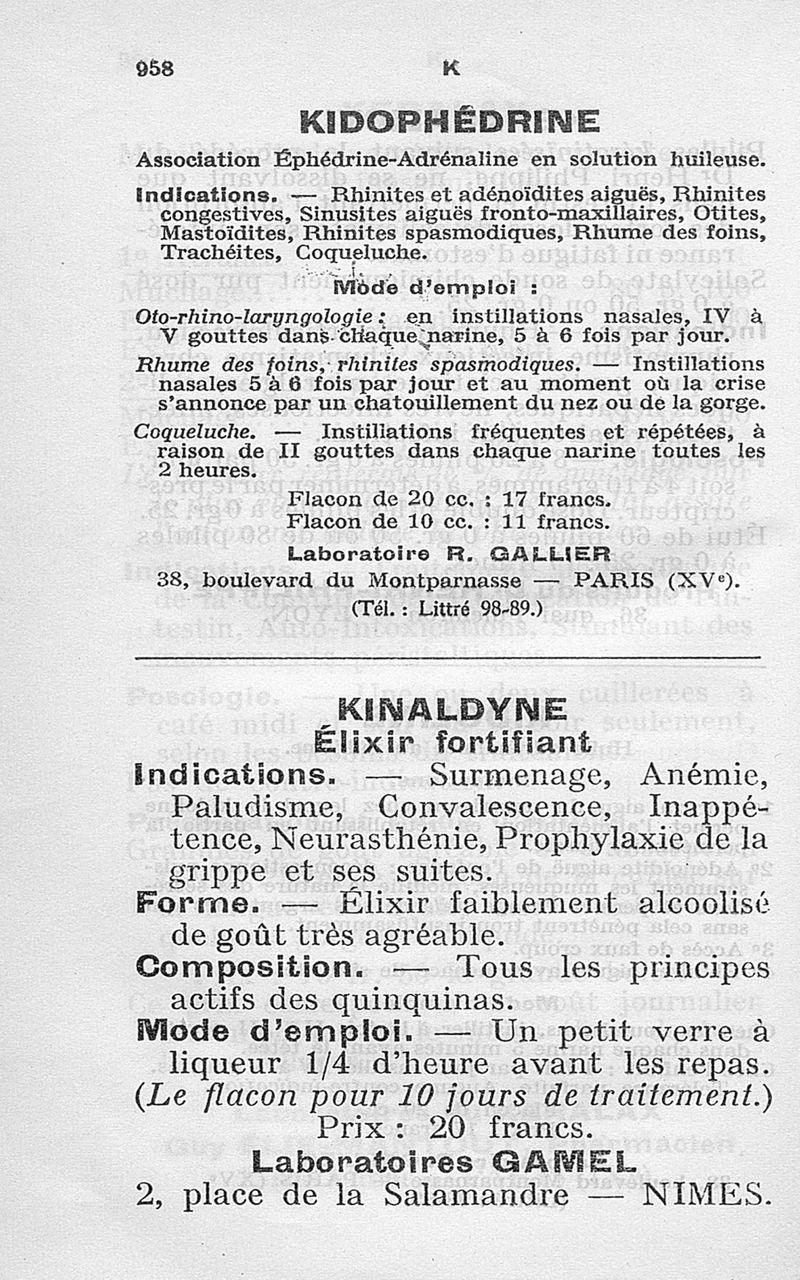 958 K
KIDOPHÉDRINE
Association Éphédrine-Adrénaline en solution huileuse.
Indications. — Rhinites et adénoïdites aiguës, Rhinites
congestives, Sinusites aiguës fronto-maxillaires, Otites,
Mastoïdites, Rhinites spasmodiques, Rhume des foins,
Trachéites, Coqueluche.
Mode d'emploi :
Oto-rhino-laryngologie : en instillations nasales, IV à
V gouttes dans chaque narine, 5 à 6 fois par jour.
Rhume des foins, rhinites spasmodiques. — Instillations
nasales 5 à 6 fois par jour et au moment où la crise
s'annonce par un chatouillement du nez ou de la gorge.
Coqueluche. — Instillations fréquentes et répétées, à
raison de II gouttes dans chaque narine toutes les
2 heures.
Flacon de 20 cc. : 17 francs.
Flacon de 10 cc. : 11 francs.
Laboratoire R. GALLIER
38, boulevard du Montparnasse — PARIS (XVe).
(Tél. : Littré 98-89.)
KINALDYNE
Élixir fortifiant
Indications. — Surmenage, Anémie,
Paludisme, Convalescence, Inappé-
tence, Neurasthénie, Prophylaxie de la
grippe et ses suites.
Forme. — Élixir faiblement alcoolisé
de goût très agréable.
Composition. — Tous les principes
actifs des quinquinas.
Mode d'emploi. — Un petit verre à
liqueur 1/4 d'heure avant les repas.
(Le flacon pour 10 jours de traitement.)
Prix : 20 francs.
Laboratoires GAMEL
2, place de la Salamandre — NIMES.